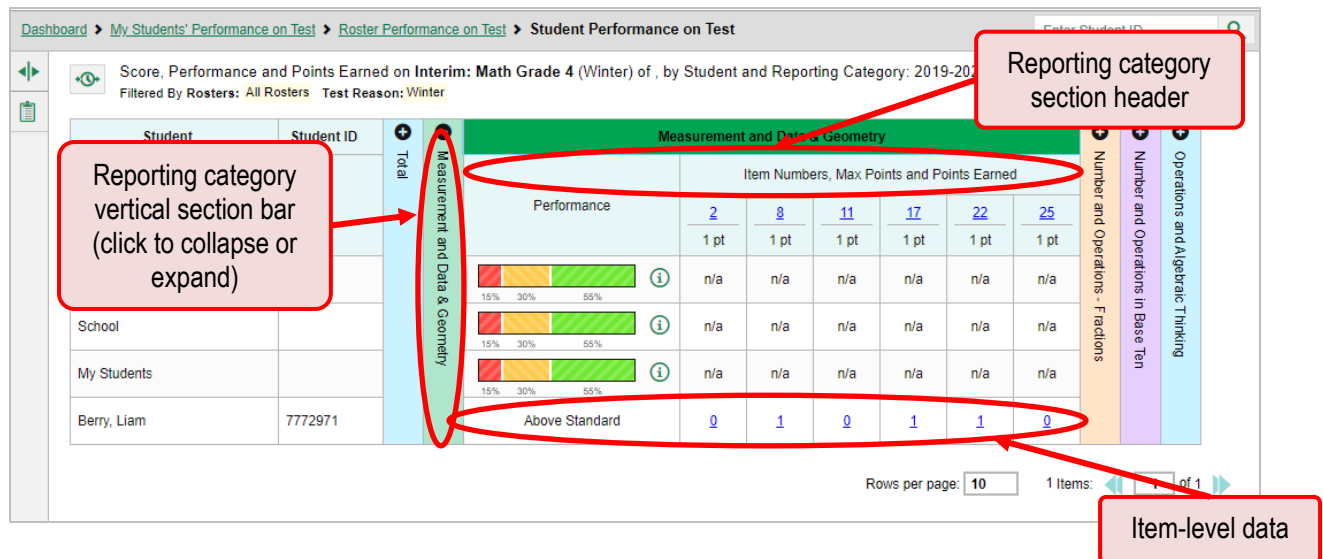 Dashboard > My Students' Performance on Test > Roster Performance on Test > Student Performance on Test
Score, Performance and Points Earned on Interim: Math Grade 4 (Winter) of , by Student and Reporting Category: 2019-202
Filtered By Rosters: All Rosters Test Reason: Winter
Reporting category
section header
Student
Student ID
Total
Measurement and Data & Geometry
Measurement and Data & Geometry
Number and Operations - Fractions
Number and Operations in Base Ten
Operations and Algebraic Thinking
Reporting category
vertical section bar
(click to collapse or
expand)
Performance
Item Numbers, Max Points and Points Earned
2 8 11 17 22 25
1 pt 1 pt 1 pt 1 pt 1 pt 1 pt
n/a n/a n/a n/a n/a n/a
15% 30% 55%
School n/a n/a n/a n/a n/a n/a
15% 30% 55%
My Students n/a n/a n/a n/a n/a n/a
15% 30% 55%
Berry, Liam 7772971 Above Standard 0 1 0 1 1 0
Rows per page: 10 1 Items: of 1
Item-level data